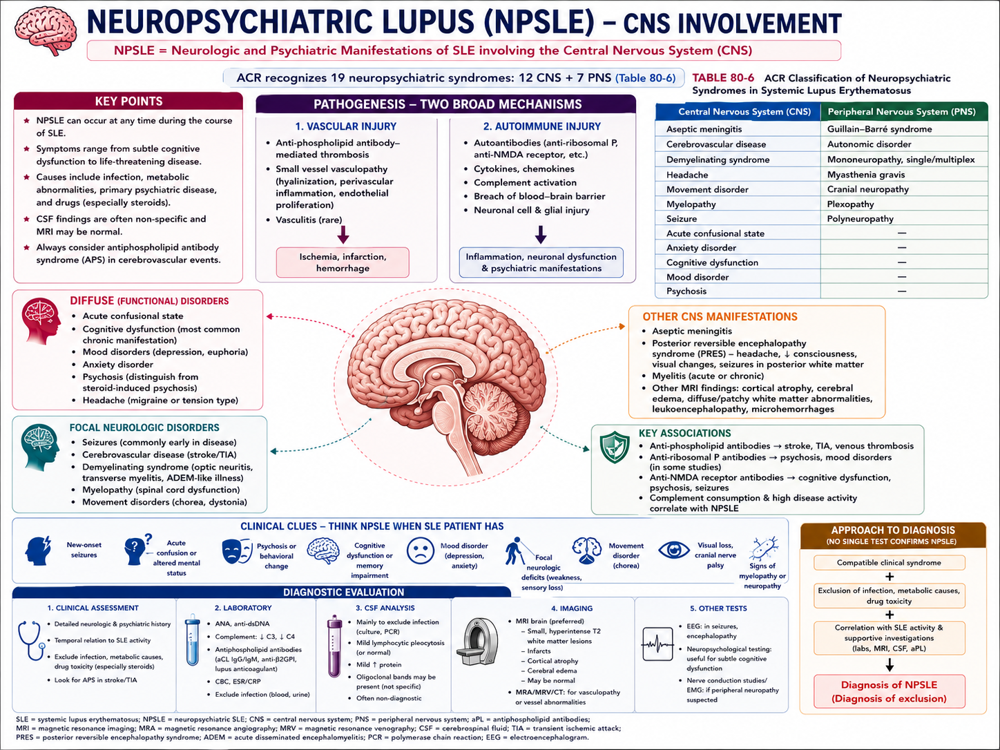 NEUROPSYCHIATRIC LUPUS (NPSLE) – CNS INVOLVEMENT
NPSLE = Neurologic and Psychiatric Manifestations of SLE involving the Central Nervous System (CNS)
ACR recognizes 19 neuropsychiatric syndromes: 12 CNS + 7 PNS (Table 80-6)
KEY POINTS
★ NPSLE can occur at any time during the course
of SLE.
★ Symptoms range from subtle cognitive
dysfunction to life-threatening disease.
★ Causes include infection, metabolic
abnormalities, primary psychiatric disease,
and drugs (especially steroids).
★ CSF findings are often non-specific and
MRI may be normal.
★ Always consider antiphospholipid antibody
syndrome (APS) in cerebrovascular events.
PATHOGENESIS – TWO BROAD MECHANISMS
1. VASCULAR INJURY
• Anti-phospholipid antibody–
mediated thrombosis
• Small vessel vasculopathy
(hyalinization, perivascular
inflammation, endothelial
proliferation)
• Vasculitis (rare)
Ischemia, infarction,
hemorrhage
2. AUTOIMMUNE INJURY
• Autoantibodies (anti-ribosomal P,
anti-NMDA receptor, etc.)
• Cytokines, chemokines
• Complement activation
• Breach of blood–brain barrier
• Neuronal cell & glial injury
Inflammation, neuronal dysfunction
& psychiatric manifestations
TABLE 80-6 ACR Classification of Neuropsychiatric
Syndromes in Systemic Lupus Erythematosus
Central Nervous System (CNS) Peripheral Nervous System (PNS)
Aseptic meningitis Guillain–Barré syndrome
Cerebrovascular disease Autonomic disorder
Demyelinating syndrome Mononeuropathy, single/multiplex
Headache Myasthenia gravis
Movement disorder Cranial neuropathy
Myelopathy Plexopathy
Seizure Polyneuropathy
Acute confusional state —
Anxiety disorder —
Cognitive dysfunction —
Mood disorder —
Psychosis —
DIFFUSE (FUNCTIONAL) DISORDERS
• Acute confusional state
• Cognitive dysfunction (most common
chronic manifestation)
• Mood disorders (depression, euphoria)
• Anxiety disorder
• Psychosis (distinguish from
steroid-induced psychosis)
• Headache (migraine or tension type)
FOCAL NEUROLOGIC DISORDERS
• Seizures (commonly early in disease)
• Cerebrovascular disease (stroke/TIA)
• Demyelinating syndrome (optic neuritis,
transverse myelitis, ADEM-like illness)
• Myelopathy (spinal cord dysfunction)
• Movement disorders (chorea, dystonia)
OTHER CNS MANIFESTATIONS
• Aseptic meningitis
• Posterior reversible encephalopathy
syndrome (PRES) – headache, ↓ consciousness,
visual changes, seizures in posterior white matter
• Myelitis (acute or chronic)
• Other MRI findings: cortical atrophy, cerebral
edema, diffuse/patchy white matter abnormalities,
leukoencephalopathy, microhemorrhages
KEY ASSOCIATIONS
• Anti-phospholipid antibodies → stroke, TIA, venous thrombosis
• Anti-ribosomal P antibodies → psychosis, mood disorders
(in some studies)
• Anti-NMDA receptor antibodies → cognitive dysfunction,
psychosis, seizures
• Complement consumption & high disease activity
correlate with NPSLE
CLINICAL CLUES – THINK NPSLE WHEN SLE PATIENT HAS
New-onset
seizures
? ?
Acute
confusion or
altered mental
status
Psychosis or
behavioral
change
Cognitive
dysfunction or
memory
impairment
Mood disorder
(depression,
anxiety)
Focal
neurologic
deficits (weakness,
sensory loss)
Movement
disorder
(chorea)
Visual loss,
cranial nerve
palsy
Signs of
myelopathy or
neuropathy
DIAGNOSTIC EVALUATION
1. CLINICAL ASSESSMENT
• Detailed neurologic & psychiatric history
• Temporal relation to SLE activity
• Exclude infection, metabolic causes,
drug toxicity (especially steroids)
• Look for APS in stroke/TIA
2. LABORATORY
• ANA, anti-dsDNA
• Complement: ↓ C3, ↓ C4
• Antiphospholipid antibodies
(aCL IgG/IgM, anti-β2GPI,
lupus anticoagulant)
• CBC, ESR/CRP
• Exclude infection (blood, urine)
3. CSF ANALYSIS
• Mainly to exclude infection
(culture, PCR)
• Mild lymphocytic pleocytosis
(or normal)
• Mild ↑ protein
• Oligoclonal bands may be
present (not specific)
• Often non-diagnostic
4. IMAGING
• MRI brain (preferred)
– Small, hyperintense T2
white matter lesions
– Infarcts
– Cortical atrophy
– Cerebral edema
– May be normal
• MRA/MRV/CT: for vasculopathy
or vessel abnormalities
5. OTHER TESTS
• EEG: in seizures,
encephalopathy
• Neuropsychological testing:
useful for subtle cognitive
dysfunction
• Nerve conduction studies/
EMG: if peripheral neuropathy
suspected
APPROACH TO DIAGNOSIS
(NO SINGLE TEST CONFIRMS NPSLE)
Compatible clinical syndrome
+
Exclusion of infection, metabolic causes,
drug toxicity
+
Correlation with SLE activity &
supportive investigations
(labs, MRI, CSF, aPL)
Diagnosis of NPSLE
(Diagnosis of exclusion)
SLE = systemic lupus erythematosus; NPSLE = neuropsychiatric SLE; CNS = central nervous system; PNS = peripheral nervous system; aPL = antiphospholipid antibodies;
MRI = magnetic resonance imaging; MRA = magnetic resonance angiography; MRV = magnetic resonance venography; CSF = cerebrospinal fluid; TIA = transient ischemic attack;
PRES = posterior reversible encephalopathy syndrome; ADEM = acute disseminated encephalomyelitis; PCR = polymerase chain reaction; EEG = electroencephalogram.